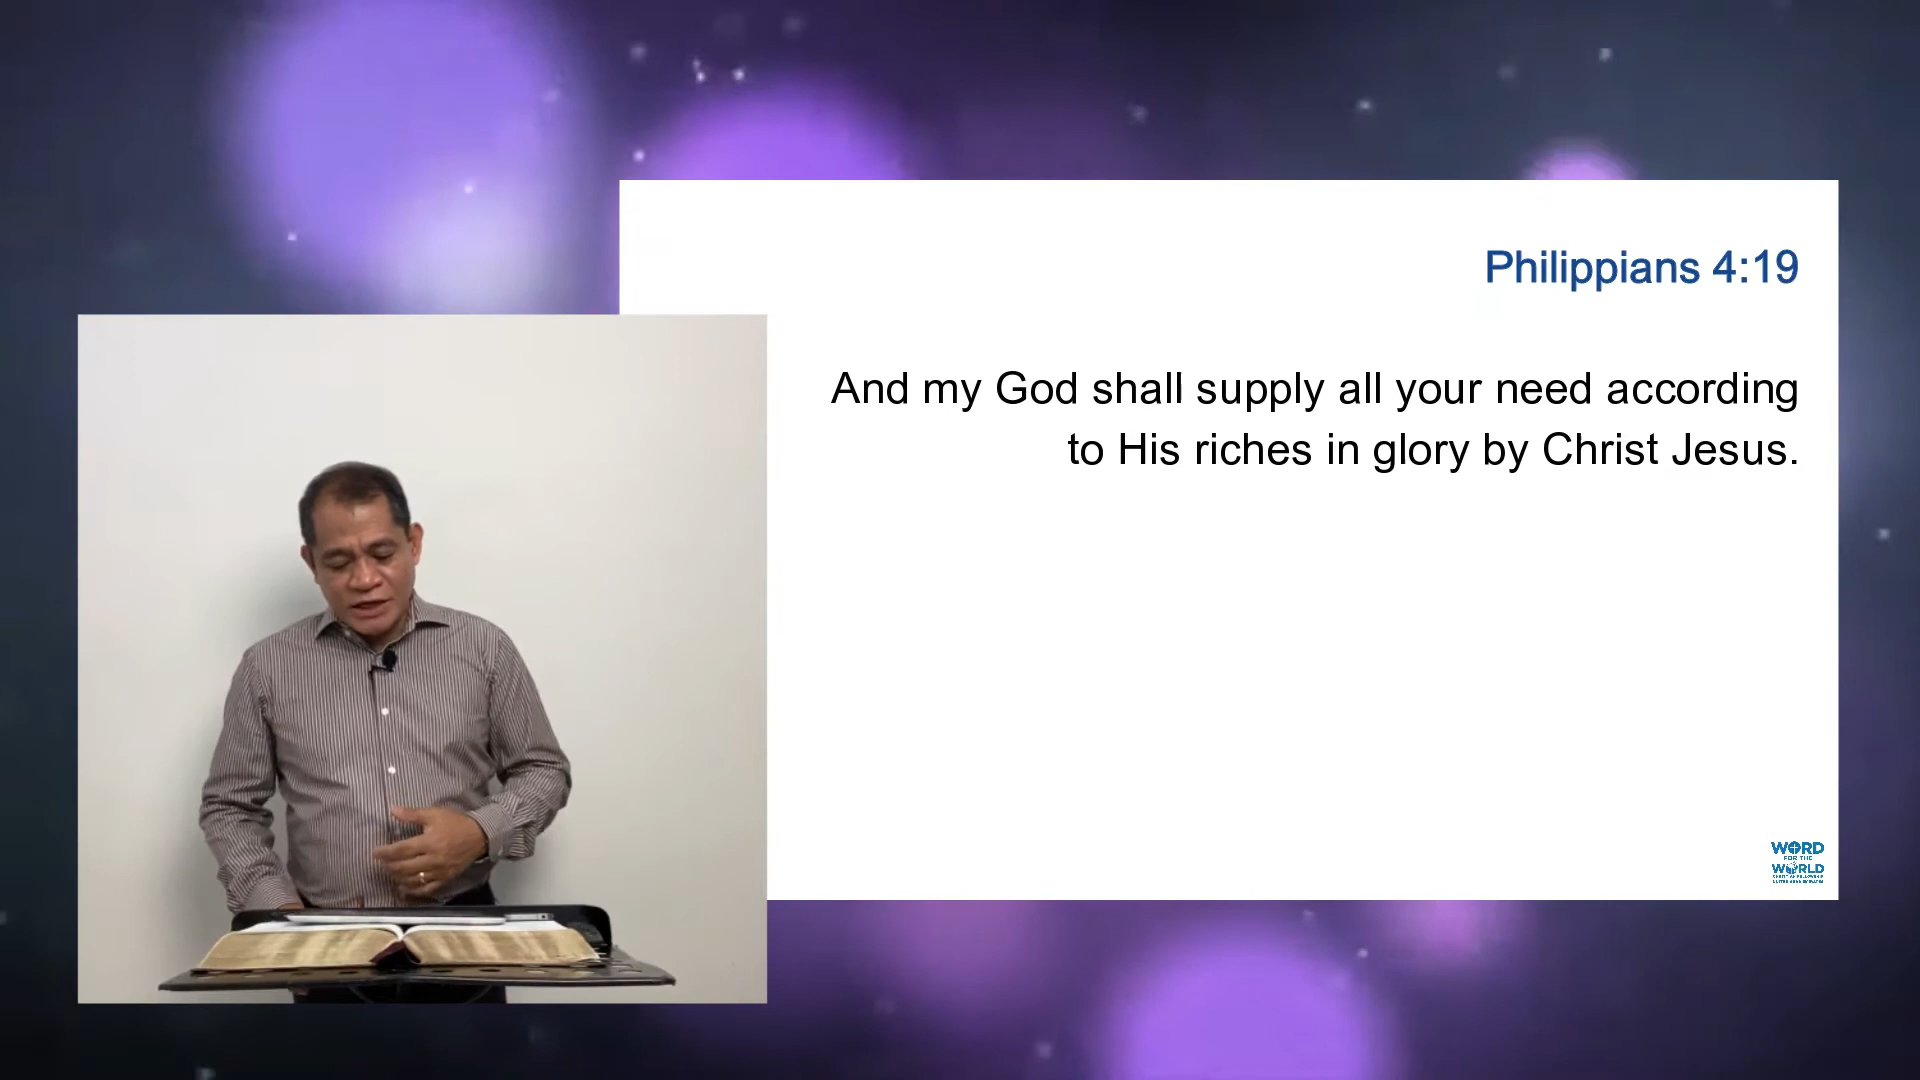 Philippians 4:19
And my God shall supply all your need according
to His riches in glory by Christ Jesus.
WORD
FOR THE
WORLD